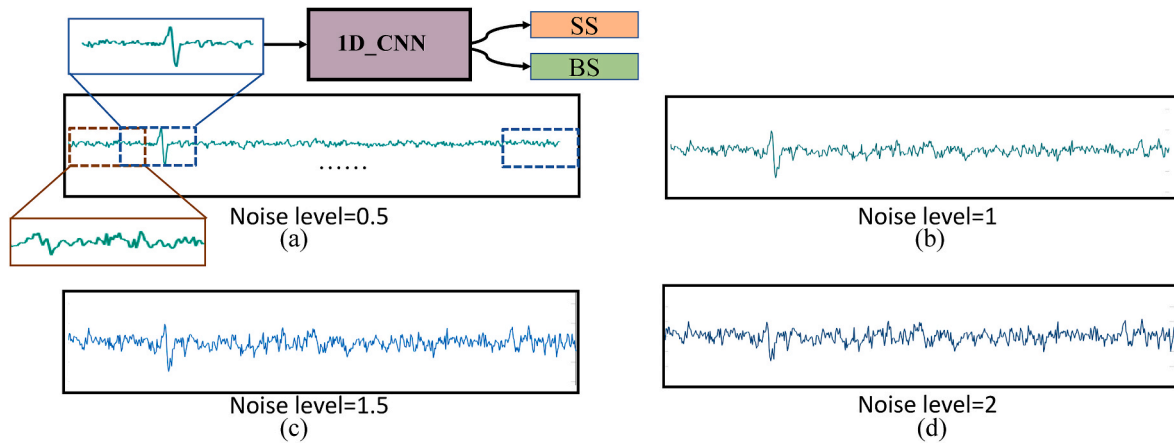 1D_CNN
SS
BS
......
Noise level=0.5
(a)
Noise level=1
(b)
Noise level=1.5
(c)
Noise level=2
(d)